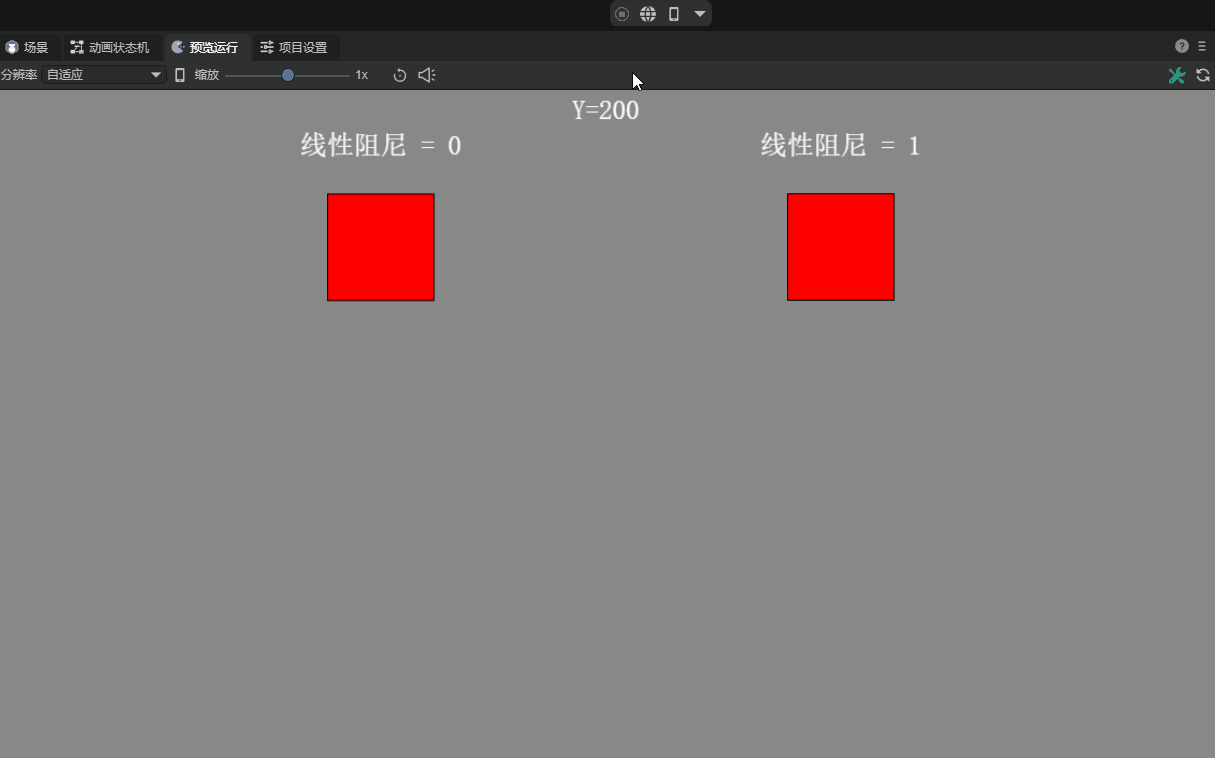 场景 动画状态机 预览运行 项目设置
分辨率 自适应 缩放 1x
Y=200
线性阻尼 = 0 线性阻尼 = 1